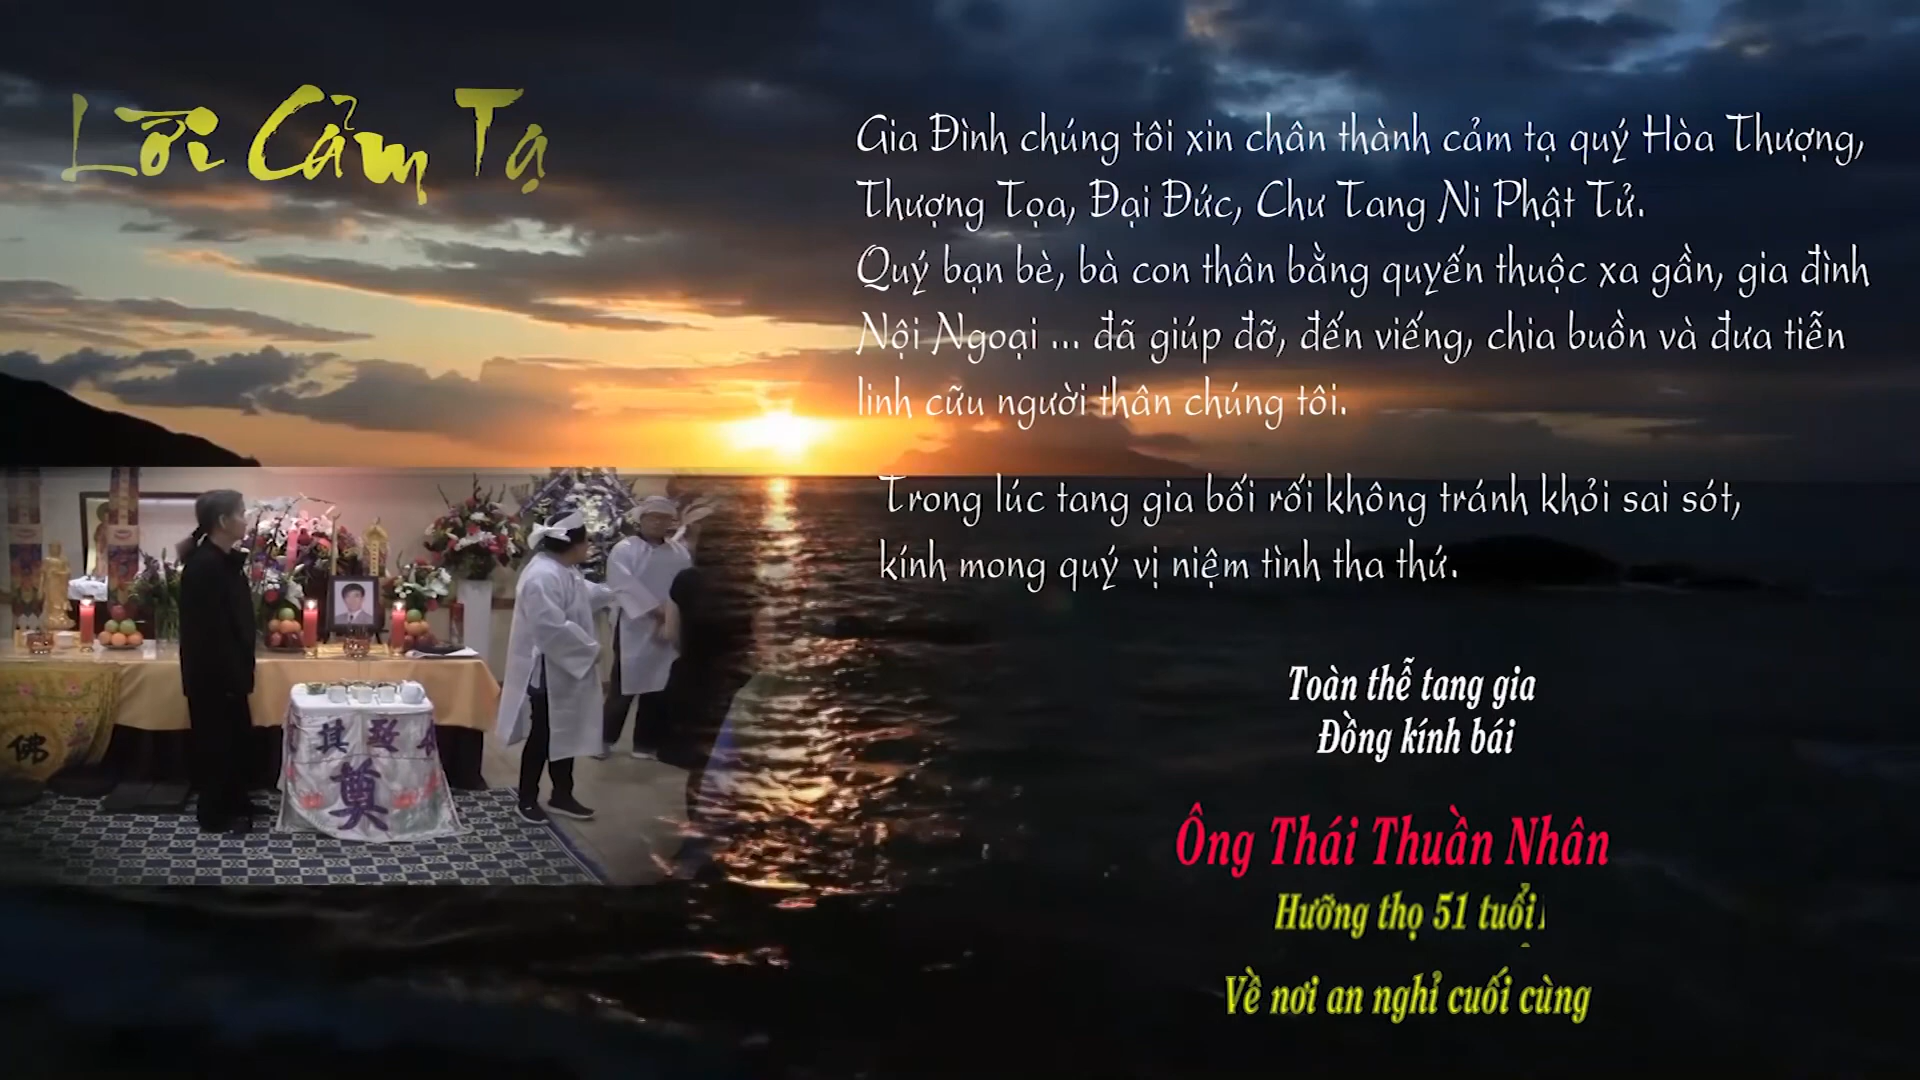 Lời Cảm Tạ
Gia Đình chúng tôi xin chân thành cảm tạ quý Hòa Thượng,
Thượng Tọa, Đại Đức, Chư Tang Ni Phật Tử.
Quý bạn bè, bà con thân bằng quyến thuộc xa gần, gia đình
Nội Ngoại ... đã giúp đỡ, đến viếng, chia buồn và đưa tiễn
linh cữu người thân chúng tôi.
Trong lúc tang gia bối rối không tránh khỏi sai sót,
kính mong quý vị niệm tình tha thứ.
Toàn thễ tang gia
Đồng kính bái
Ông Thái Thuần Nhân
Hưỡng thọ 51 tuổi
Về nơi an nghỉ cuối cùng
佛
奠